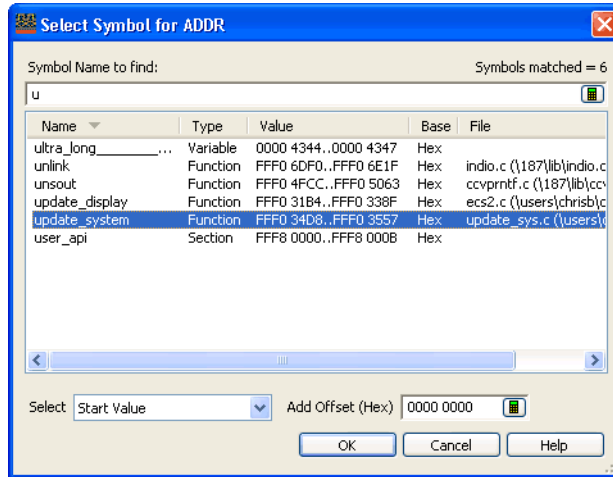 Select Symbol for ADDR
Symbol Name to find: Symbols matched = 6
u
Name Type Value Base File
ultra_long________... Variable 0000 4344..0000 4347 Hex
unlink Function FFF0 6DF0..FFF0 6E1F Hex indio.c (\187\lib\indio.c
unsout Function FFF0 4FCC..FFF0 5063 Hex ccvprntf.c (\187\lib\ccv
update_display Function FFF0 31B4..FFF0 338F Hex ecs2.c (\users\chrisb\c
update_system Function FFF0 34D8..FFF0 3557 Hex update_sys.c (\users\c
user_api Section FFF8 0000..FFF8 000B Hex
Select Start Value Add Offset (Hex) 0000 0000
OK Cancel Help